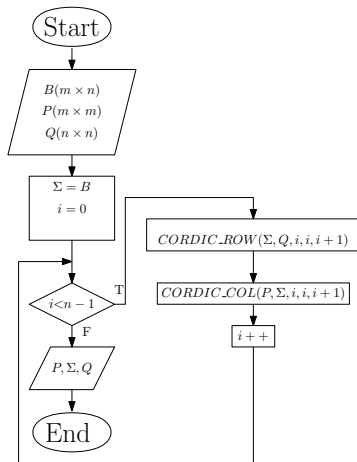 Start
B(m × n)
P(m × m)
Q(n × n)
Σ = B
i = 0
i<n − 1
T
F
P, Σ, Q
End
CORDIC_ROW(Σ, Q, i, i, i + 1)
CORDIC_COL(P, Σ, i, i, i + 1)
i + +